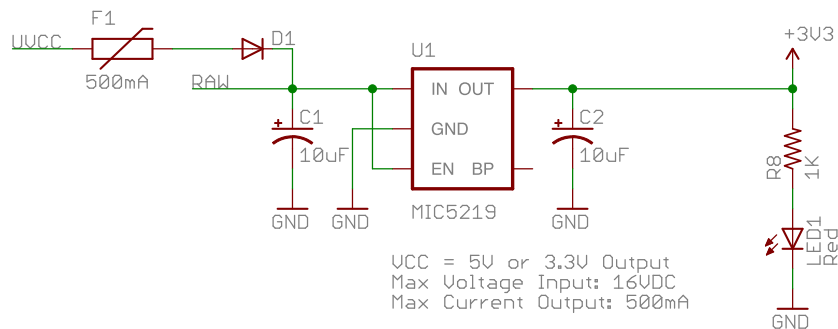 F1
UVCC
500mA
D1
RAW
C1
10uF
GND
U1
IN OUT
GND
EN BP
MIC5219
GND
C2
10uF
GND
+3V3
R8
1K
LED1
Red
GND
VCC = 5V or 3.3V Output
Max Voltage Input: 16VDC
Max Current Output: 500mA